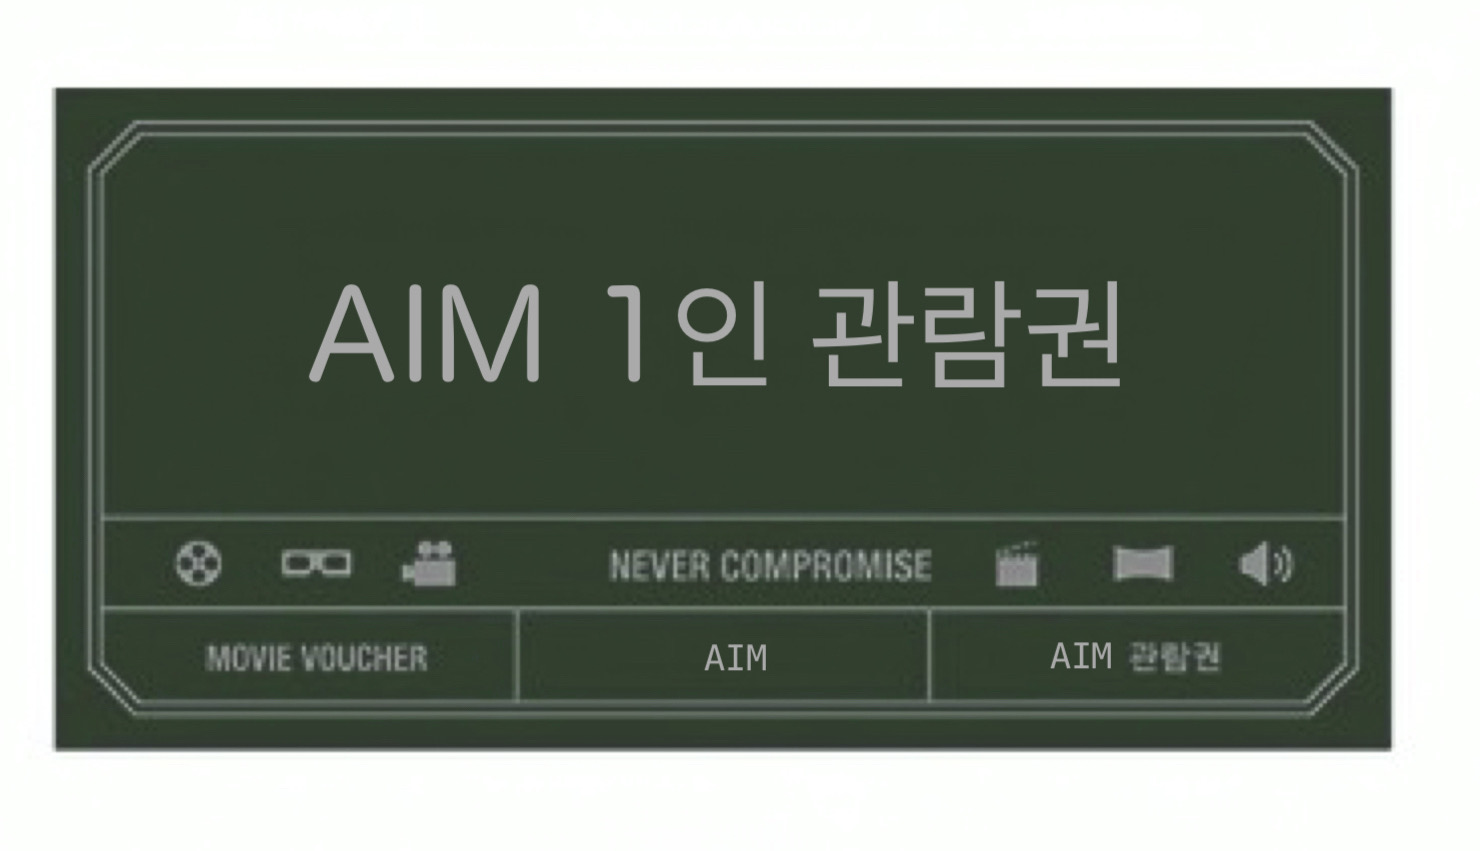 AIM 1인 관람권
NEVER COMPROMISE
MOVIE VOUCHER
AIM
AIM 관람권